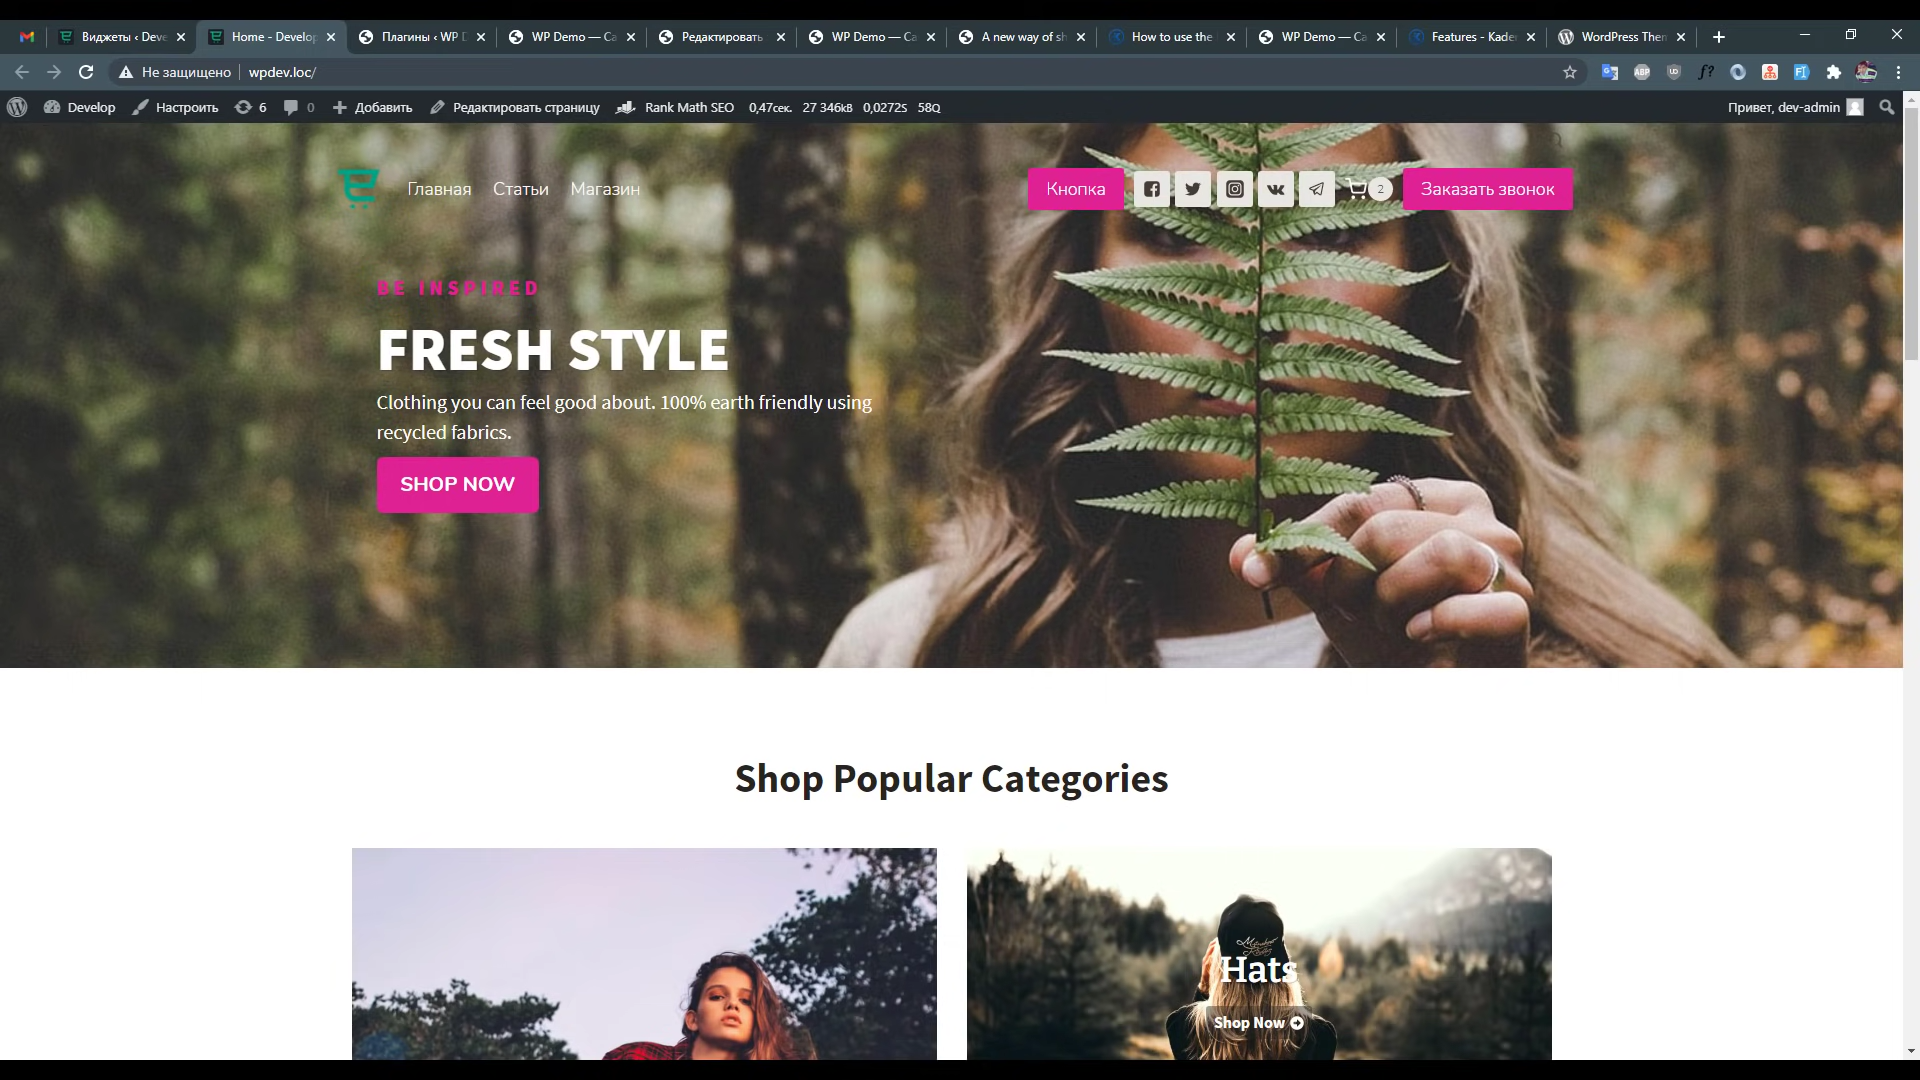 Виджеты ‹ Deve
Home - Develop
Плагины ‹ WP D
WP Demo — Са
Редактировать
WP Demo — Са
A new way of sh
How to use the
WP Demo — Са
Features - Kade
WordPress Them
Не защищено
wpdev.loc/
Develop
Настроить
6
0
Добавить
Редактировать страницу
Rank Math SEO
0,47сек. 27 346kB 0,0272S 58Q
Привет, dev-admin
Главная
Статьи
Магазин
Кнопка
2
Заказать звонок
BE INSPIRED
FRESH STYLE
Clothing you can feel good about. 100% earth friendly using
recycled fabrics.
SHOP NOW
Shop Popular Categories
Hats
Shop Now